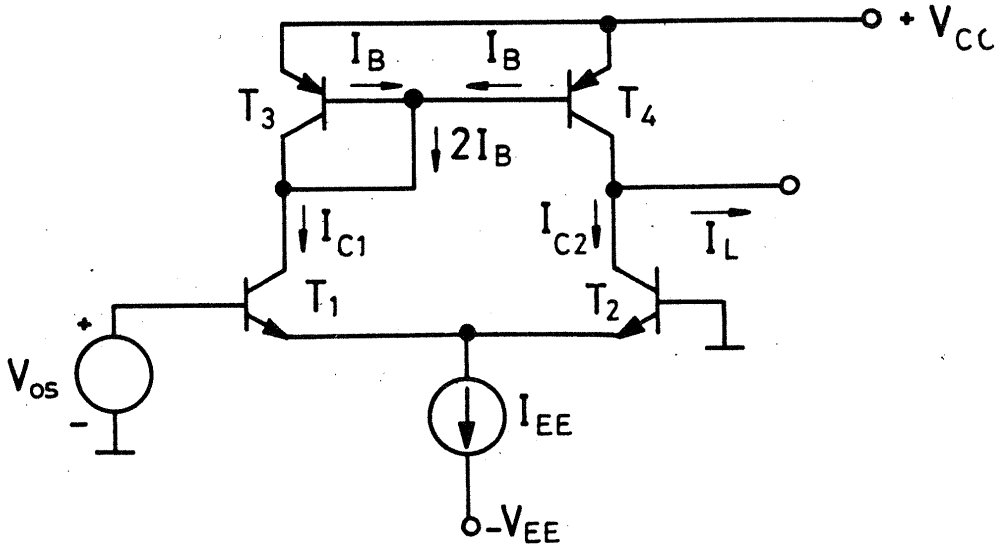 + V_CC
I_B
I_B
T_3
T_4
2I_B
I_C1
I_C2
I_L
T_1
T_2
+
V_os
-
I_EE
-V_EE